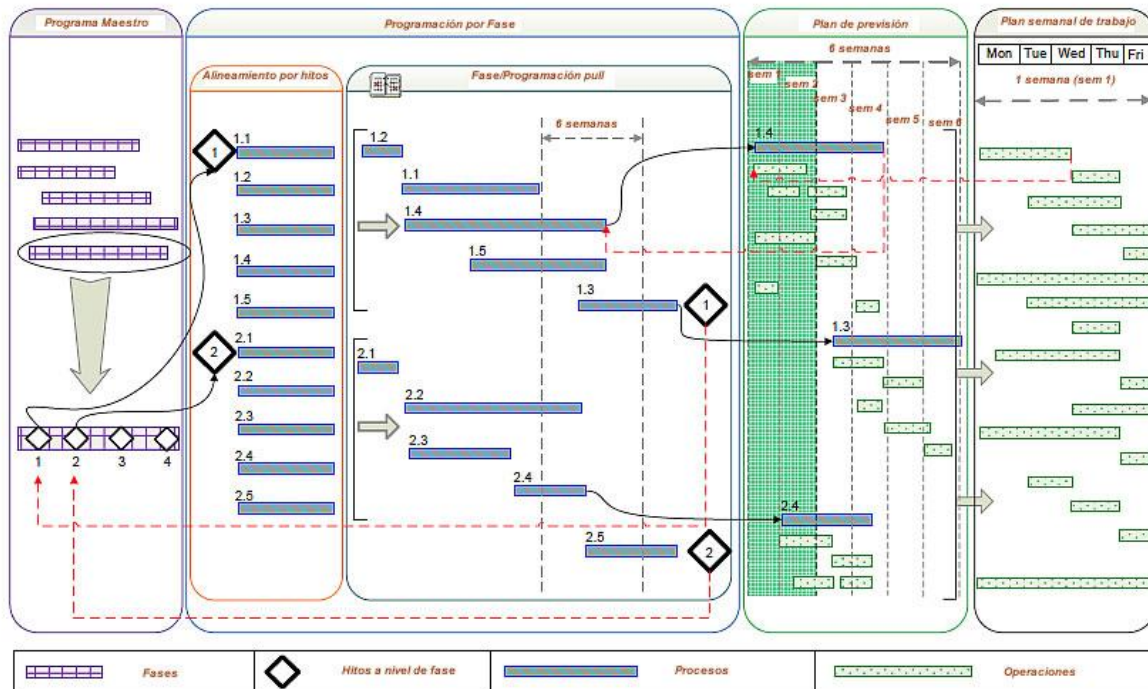 Programa Maestro
Programación por Fase
Plan de previsión
Plan semanal de trabajo
Alineamiento por hitos
Fase/Programación pull
6 semanas
Mon Tue Wed Thu Fri
1 semana (sem 1)
sem 1
sem 2
sem 3
sem 4
sem 5
sem 6
6 semanas
1
1.1
1.2
1.3
1.4
1.5
2
2.1
2.2
2.3
2.4
2.5
1.2
1.1
1.4
1.5
1.3
1
2.1
2.2
2.3
2.4
2.5
2
1.4
1.3
2.4
1 2 3 4
Fases
Hitos a nivel de fase
Procesos
Operaciones